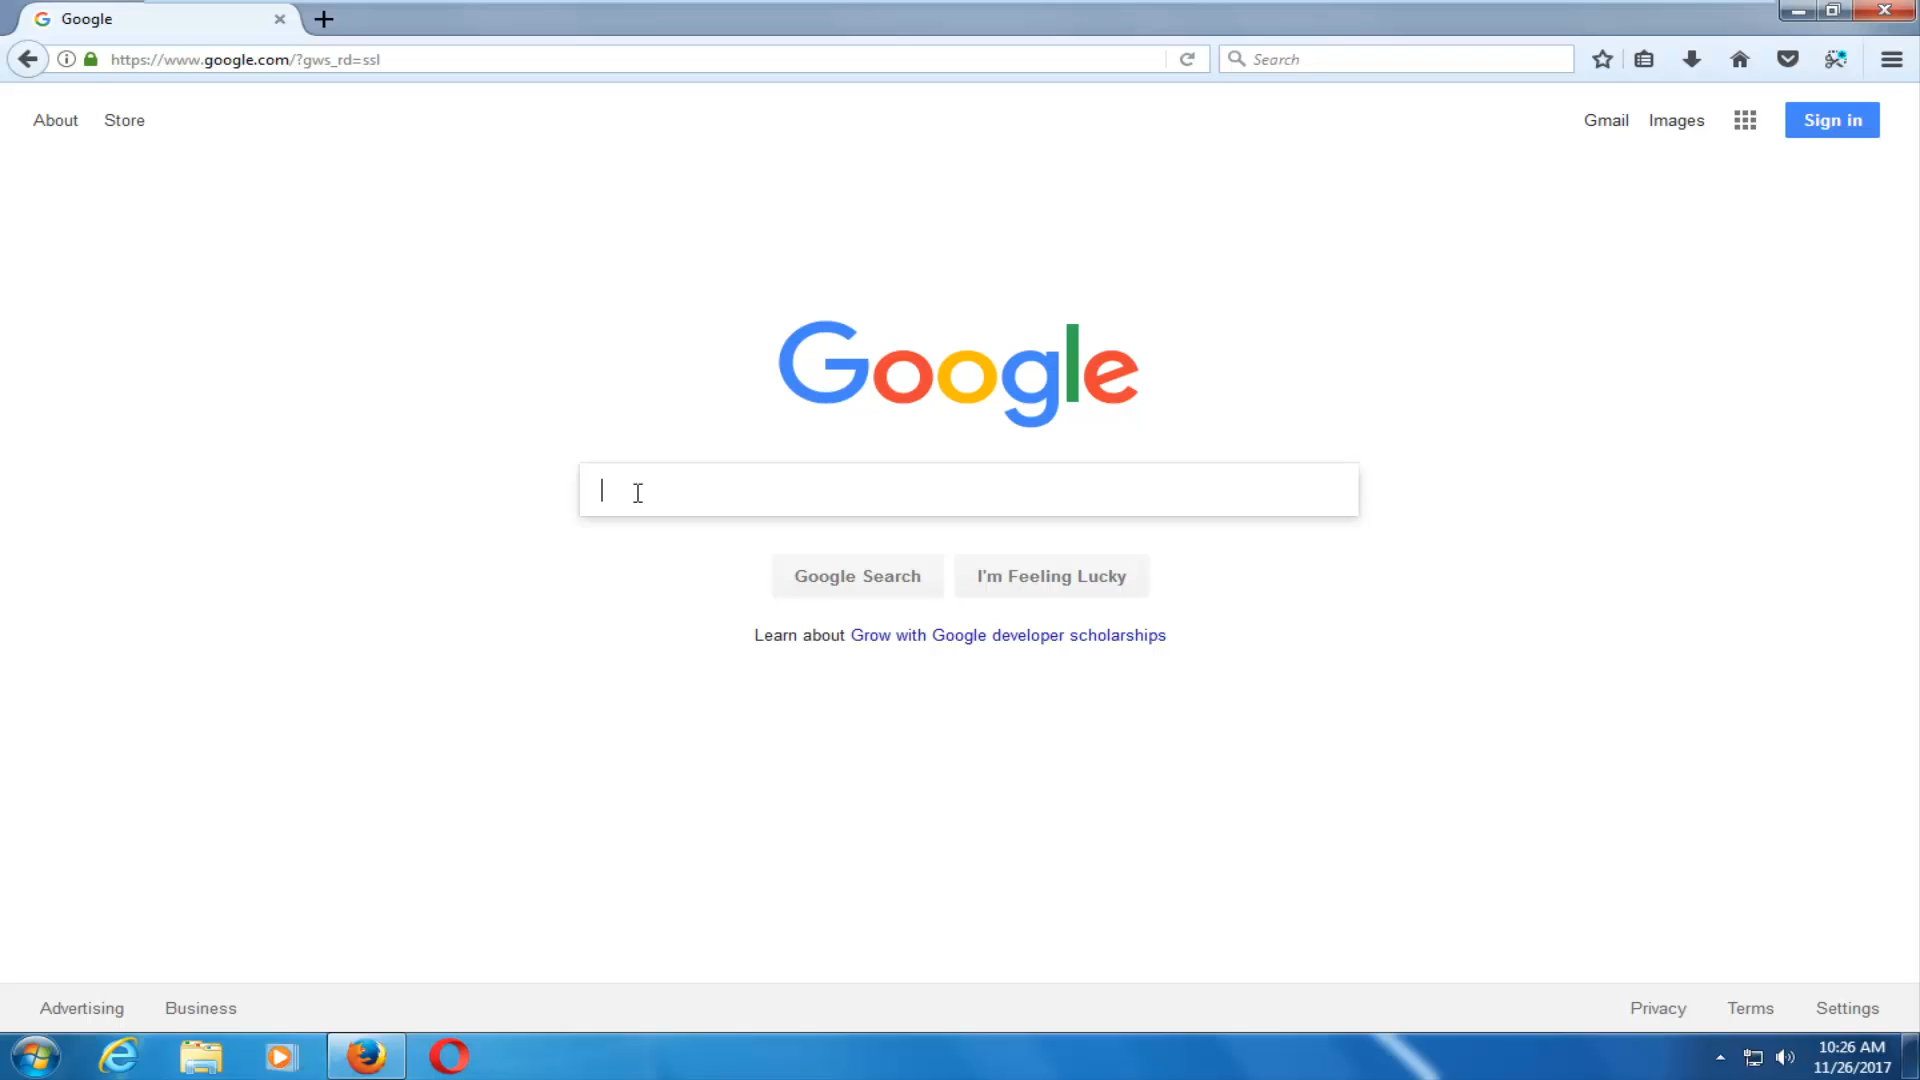 Google
https://www.google.com/?gws_rd=ssl
Search
About Store
Gmail Images Sign in
Google
Google Search I'm Feeling Lucky
Learn about Grow with Google developer scholarships
Advertising Business
Privacy Terms Settings
10:26 AM
11/26/2017